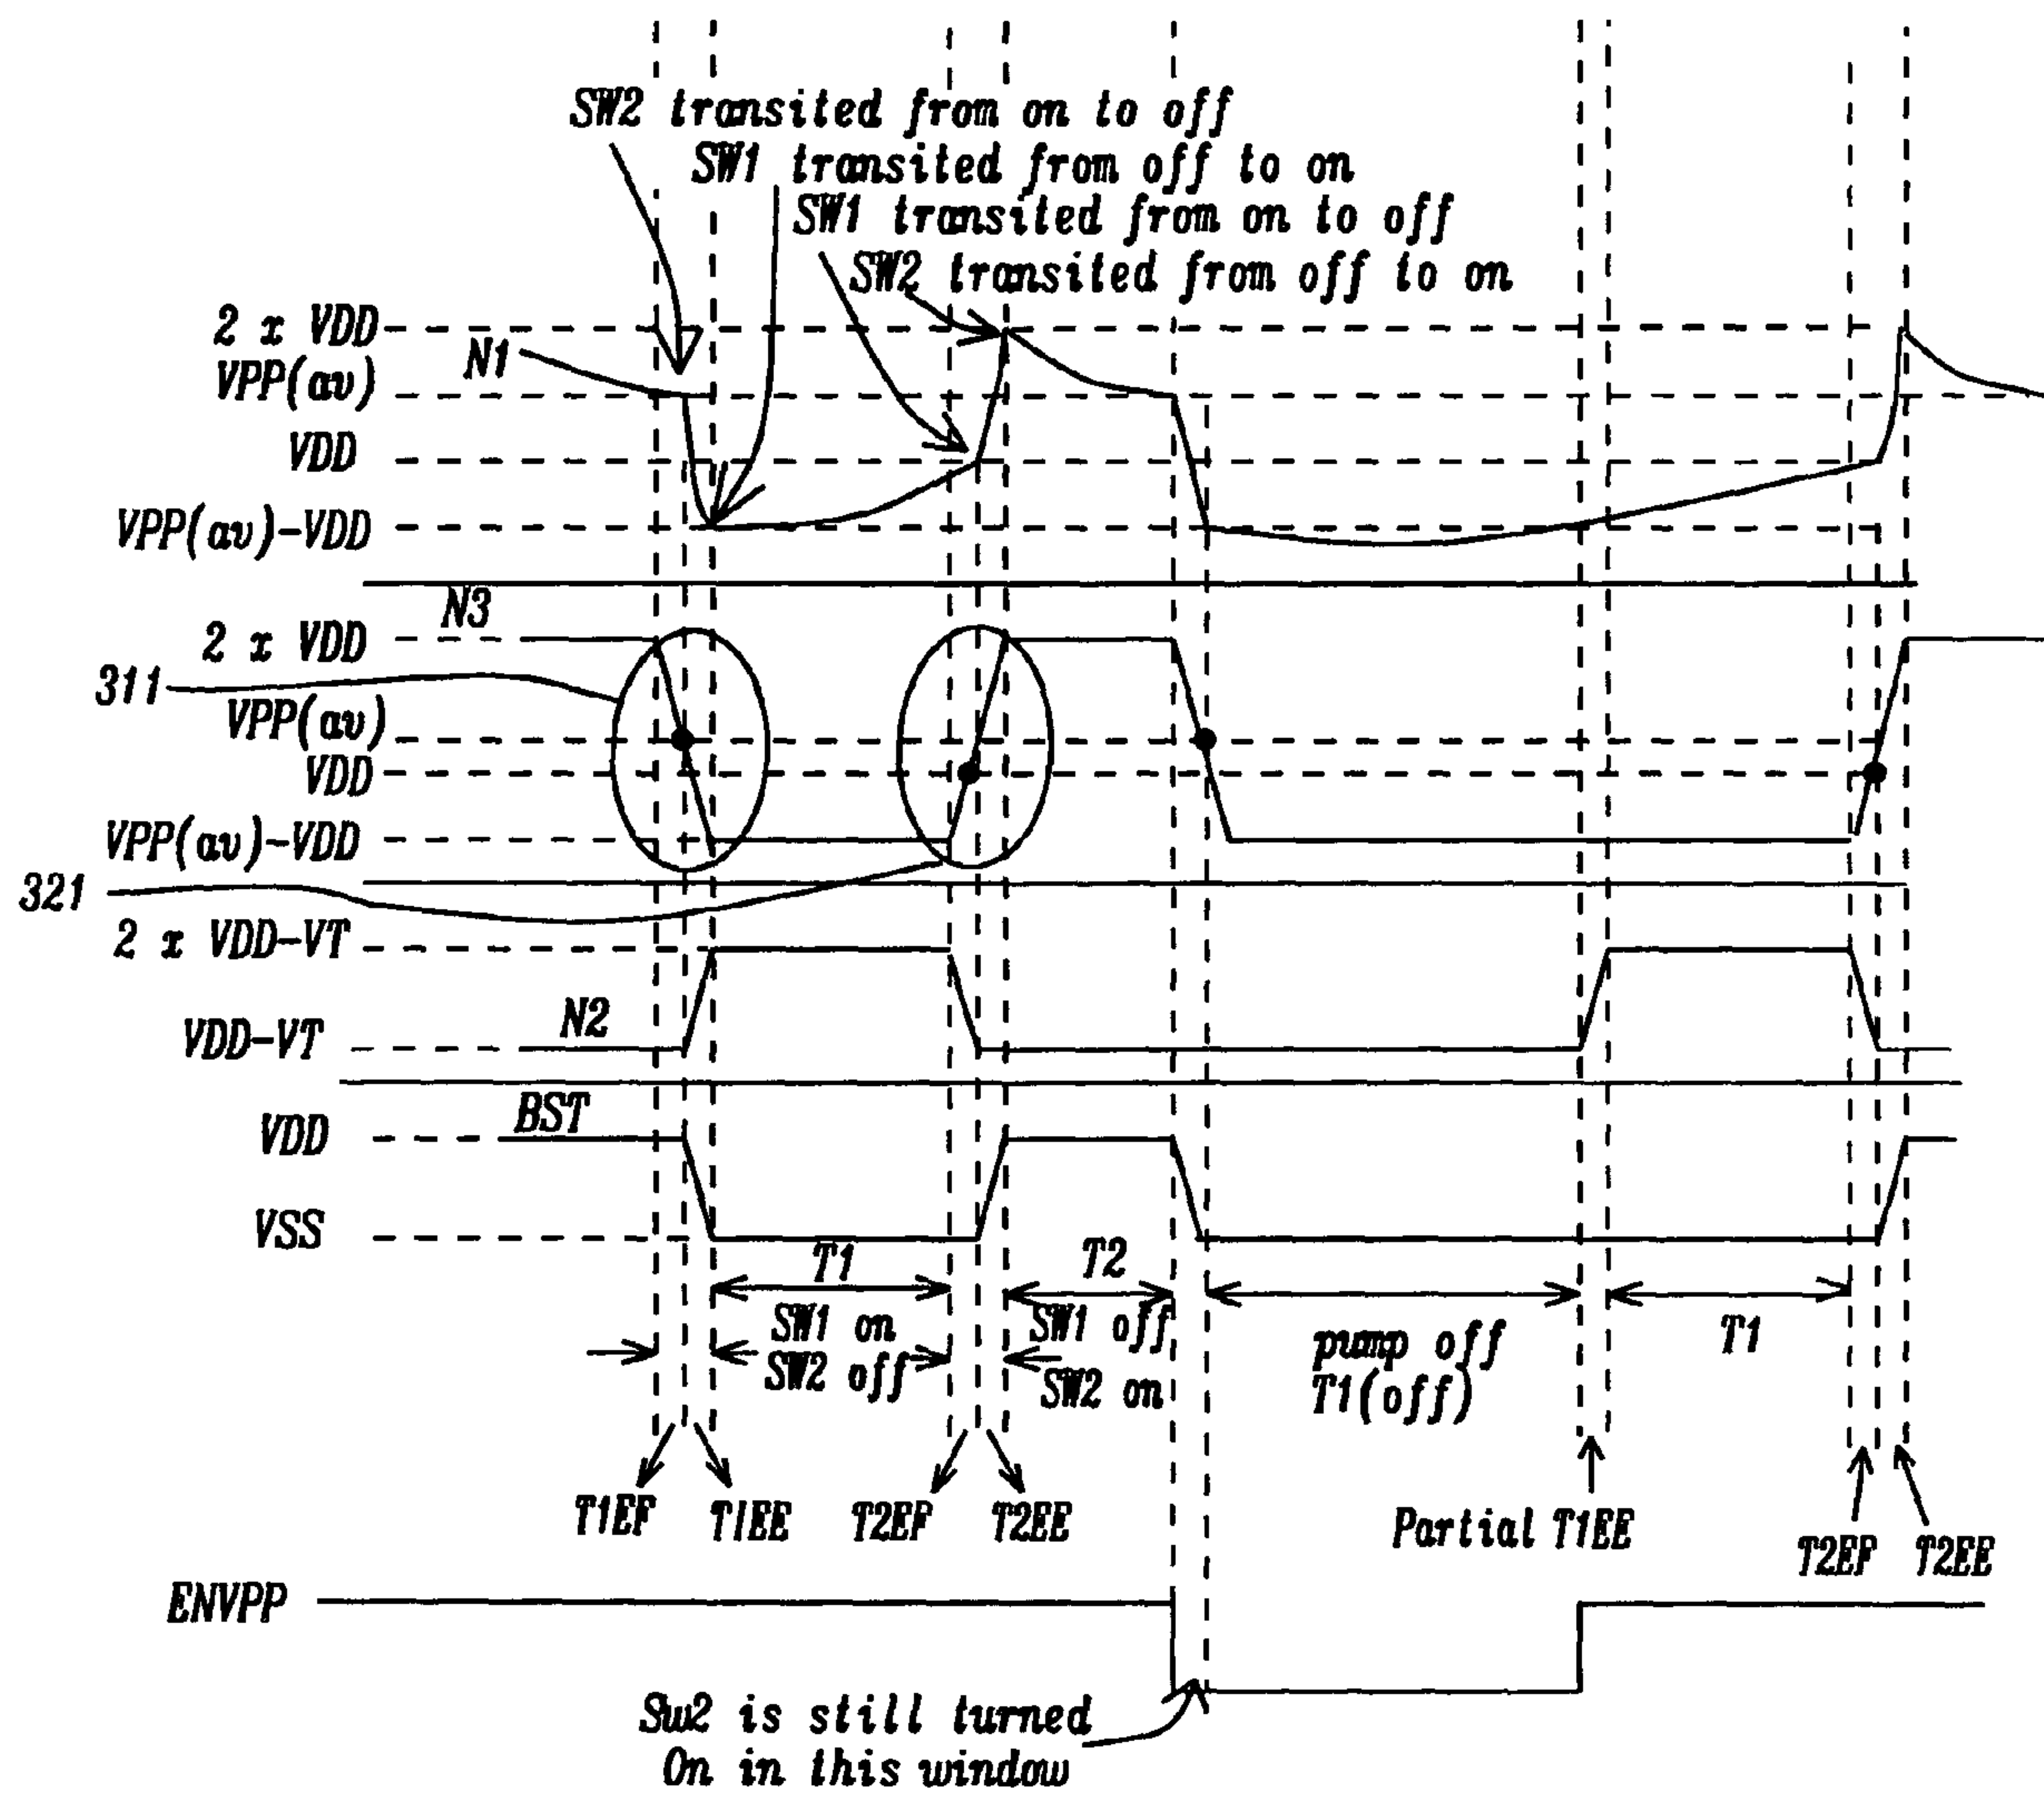 SW2 transited from on to off
SW1 transited from off to on
SW1 transited from on to off
SW2 transited from off to on
2 x VDD
N1
VPP(av)
VDD
VPP(av)-VDD
N3
2 x VDD
311
VPP(av)
VDD
VPP(av)-VDD
321
2 x VDD-VT
N2
VDD-VT
BST
VDD
VSS
T1
T2
SW1 on
SW2 off
SW1 off
SW2 on
pump off
T1(off)
T1
T1EF
T1EE
T2EF
T2EE
Partial T1EE
T2EF
T2EE
ENVPP
Sw2 is still turned
On in this window